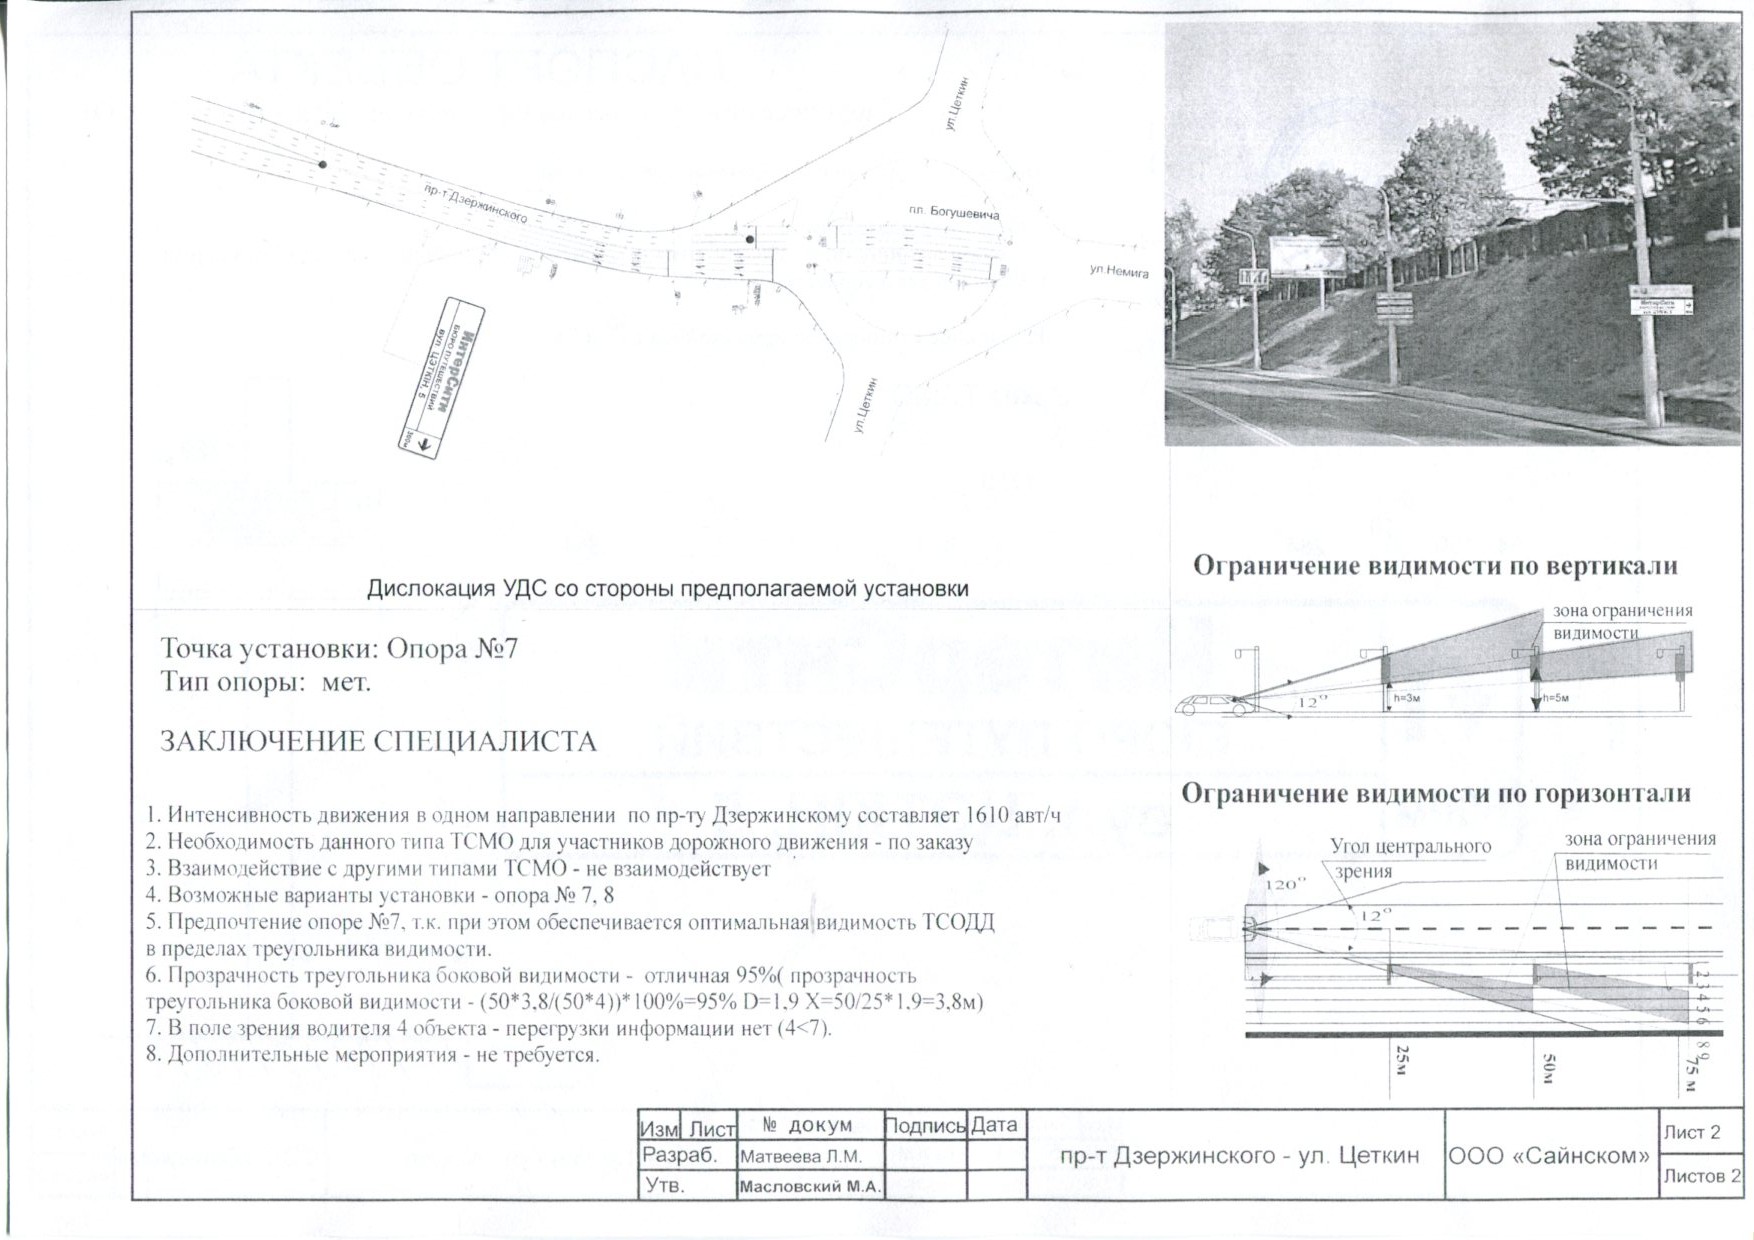 ул.Цеткин
пр-т Дзержинского
пл. Богушевича
ул.Немига
ул.Цеткин
ИнтерСити
БЮРО ПУТЕШЕСТВИЙ
ВУЛ. ЦЭТКІН, 5
Дислокация УДС со стороны предполагаемой установки
Точка установки: Опора №7
Тип опоры: мет.
ЗАКЛЮЧЕНИЕ СПЕЦИАЛИСТА
1. Интенсивность движения в одном направлении по пр-ту Дзержинскому составляет 1610 авт/ч
2. Необходимость данного типа ТСМО для участников дорожного движения - по заказу
3. Взаимодействие с другими типами ТСМО - не взаимодействует
4. Возможные варианты установки - опора № 7, 8
5. Предпочтение опоре №7, т.к. при этом обеспечивается оптимальная видимость ТСОДД
в пределах треугольника видимости.
6. Прозрачность треугольника боковой видимости - отличная 95%( прозрачность
треугольника боковой видимости - (50*3,8/(50*4))*100%=95% D=1,9 X=50/25*1,9=3,8м)
7. В поле зрения водителя 4 объекта - перегрузки информации нет (4<7).
8. Дополнительные мероприятия - не требуется.
Ограничение видимости по вертикали
зона ограничения
видимости
12°
h=3м
h=5м
Ограничение видимости по горизонтали
Угол центрального
зрения
зона ограничения
видимости
120°
12°
1 2 3 4 5 6
8 9
25м
50м
75 м
Изм Лист № докум Подпись Дата
Разраб. Матвеева Л.М.
Утв. Масловский М.А.
пр-т Дзержинского - ул. Цеткин
ООО «Сайнском»
Лист 2
Листов 2